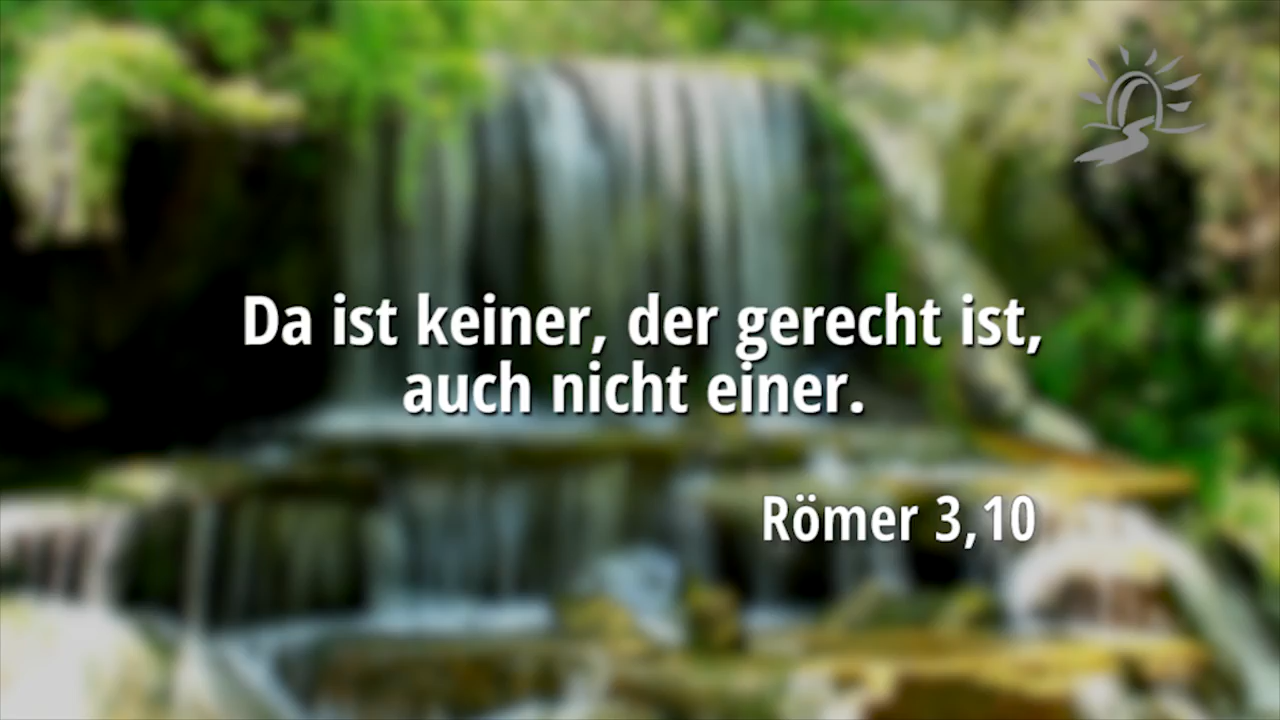 Da ist keiner, der gerecht ist,
auch nicht einer.
Römer 3,10